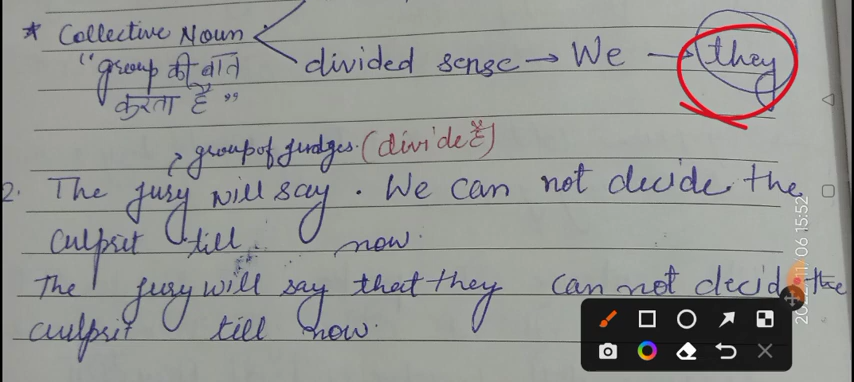 * Collective Noun
divided sense → We → they
"group की बात
करता है"
group of judges. (divide है)
2. The jury will say . We can not decide the
culprit till now.
The jury will say that they can not decid the
culprit till now.